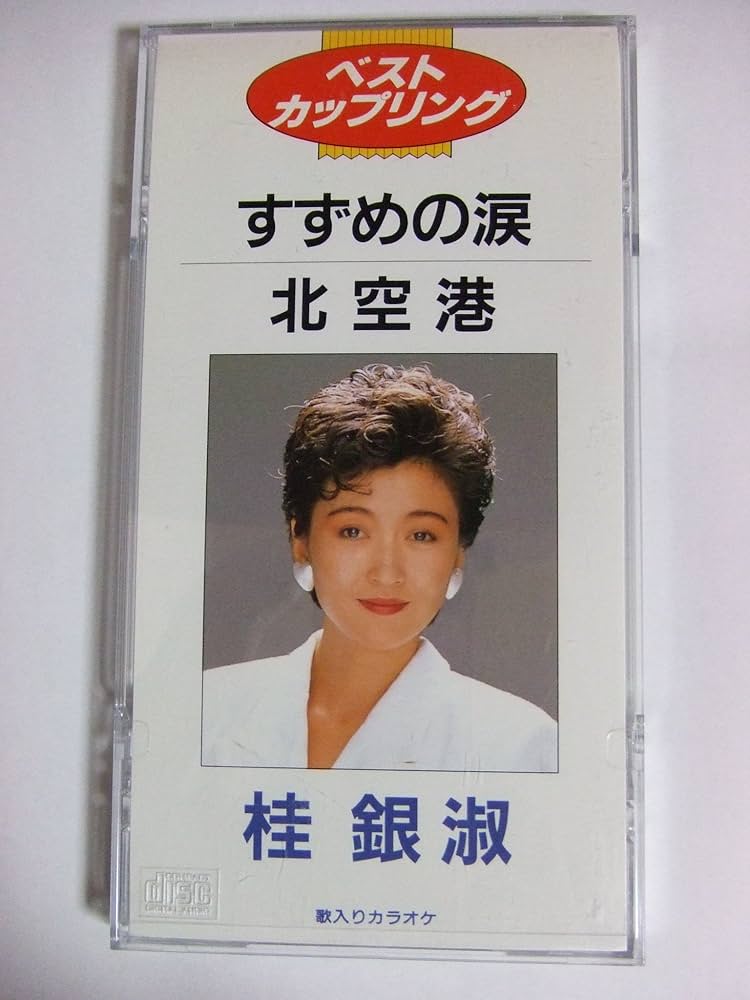 ベスト
カップリング
すずめの涙
北空港
桂銀淑
disc
歌入りカラオケ